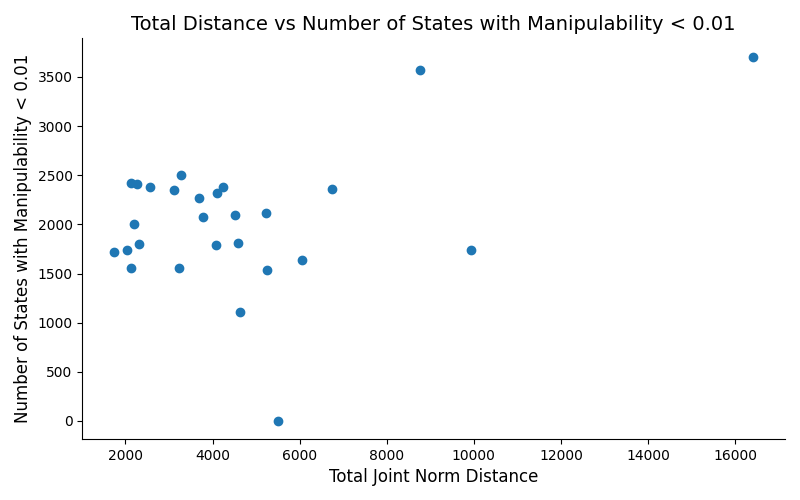 Total Distance vs Number of States with Manipulability < 0.01
Number of States with Manipulability < 0.01
3500
3000
2500
2000
1500
1000
500
0
2000 4000 6000 8000 10000 12000 14000 16000
Total Joint Norm Distance